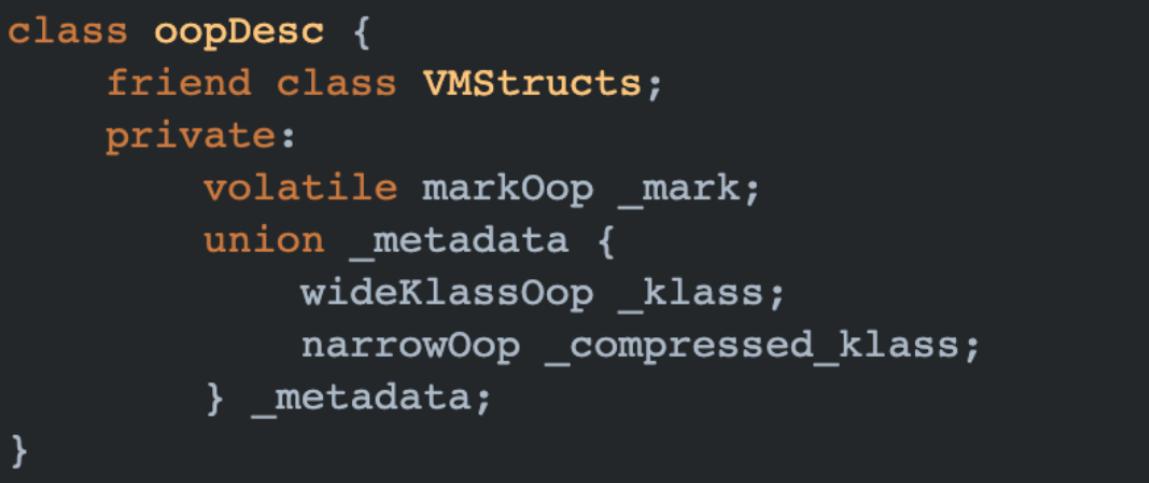 class oopDesc {
    friend class VMStructs;
    private:
        volatile markOop _mark;
        union _metadata {
            wideKlassOop _klass;
            narrowOop _compressed_klass;
        } _metadata;
}